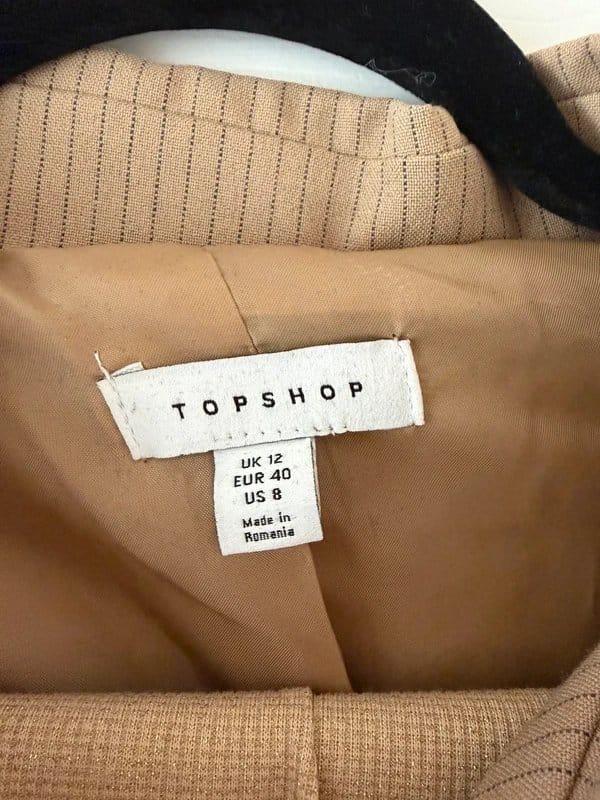 TOPSHOP
UK 12
EUR 40
US 8
Made in
Romania